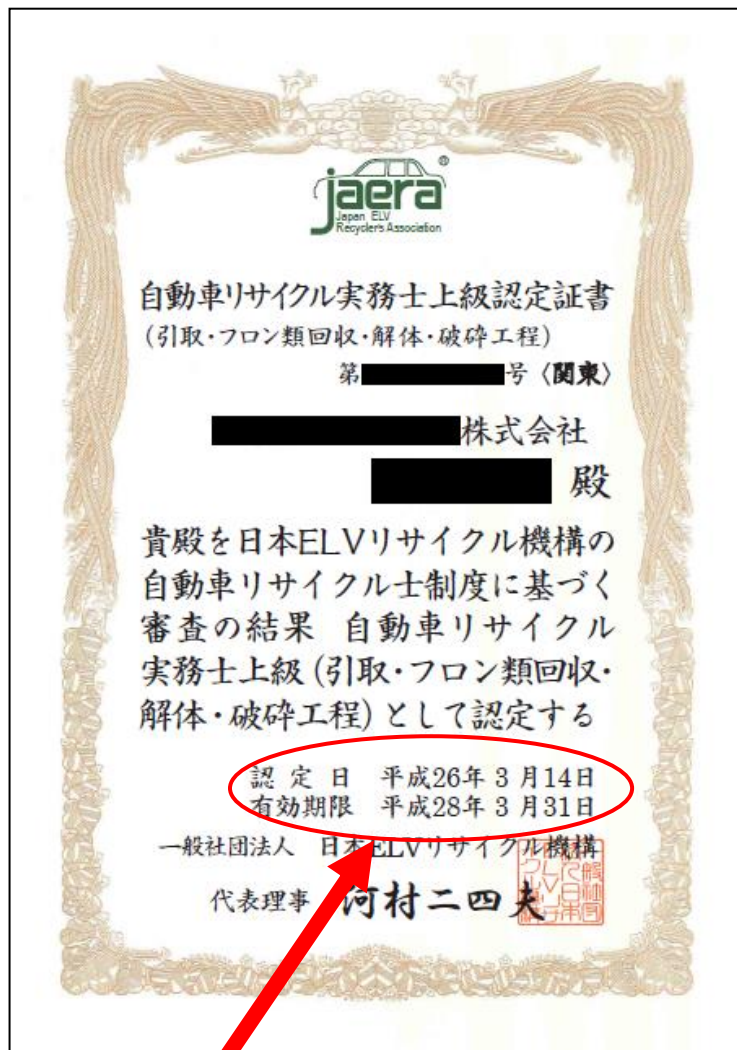 jaera®
Japan ELV
Recyclers Association
自動車リサイクル実務士上級認定証書
(引取・フロン類回収・解体・破砕工程)
第 号〈関東〉
株式会社
殿
貴殿を日本ELVリサイクル機構の
自動車リサイクル士制度に基づく
審査の結果 自動車リサイクル
実務士上級(引取・フロン類回収・
解体・破砕工程)として認定する
認定日 平成26年3月14日
有効期限 平成28年3月31日
一般社団法人 日本ELVリサイクル機構
代表理事 河村二四夫